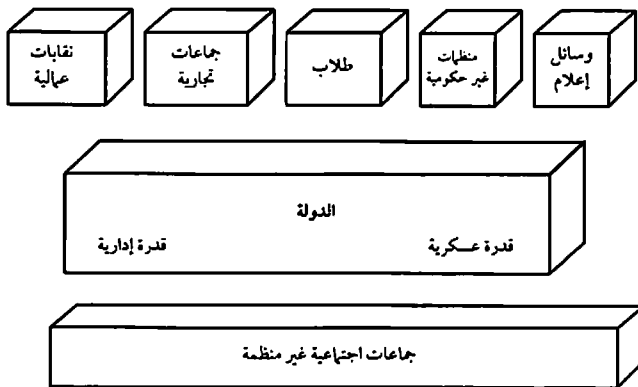 وسائل
إعلام
منظمات
غير حكومية
طلاب
جماعات
تجارية
نقابات
عمالية
الدولة
قدرة عسكرية
قدرة إدارية
جماعات اجتماعية غير منظمة